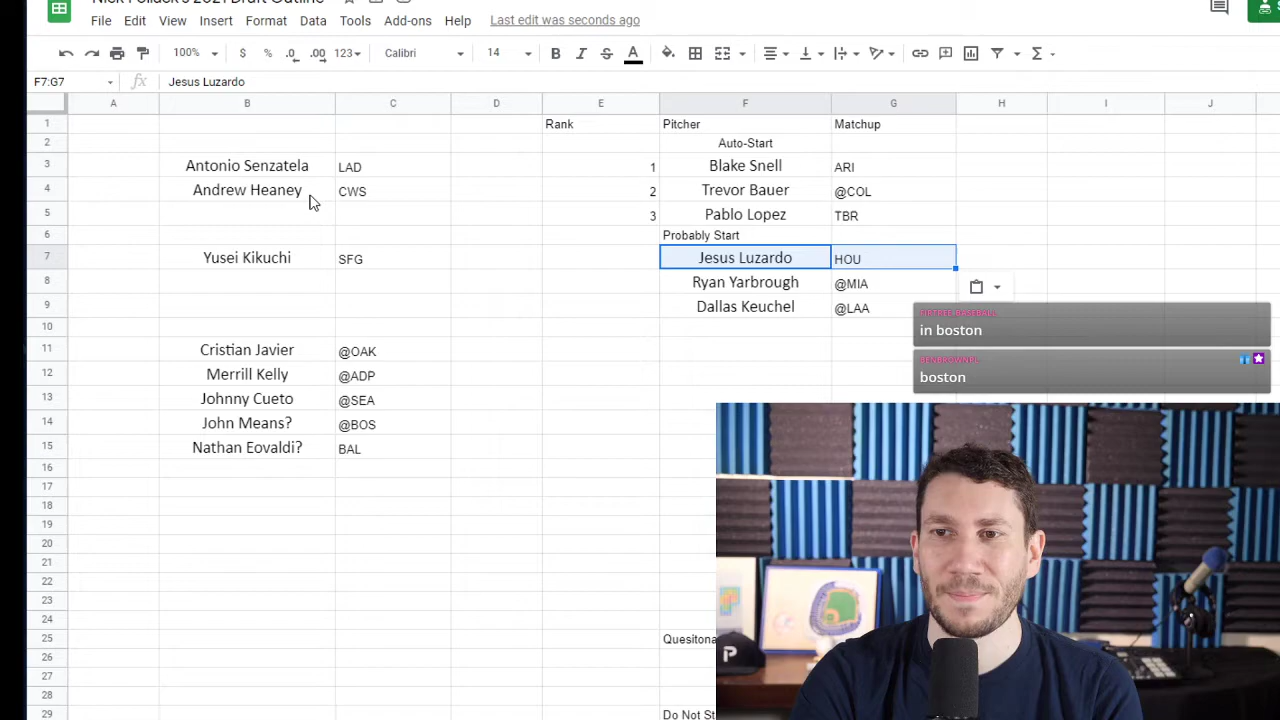 File Edit View Insert Format Data Tools Add-ons Help Last edit was seconds ago
100% $ % .0 .00 123 Calibri 14 B I S A
F7:G7 fx Jesus Luzardo
A B C D E F G H I J
1 Rank Pitcher Matchup
2 Auto-Start
3 Antonio Senzatela LAD 1 Blake Snell ARI
4 Andrew Heaney CWS 2 Trevor Bauer @COL
5 3 Pablo Lopez TBR
6 Probably Start
7 Yusei Kikuchi SFG Jesus Luzardo HOU
8 Ryan Yarbrough @MIA
9 Dallas Keuchel @LAA
10
in boston
11 Cristian Javier @OAK
boston
12 Merrill Kelly @ADP
13 Johnny Cueto @SEA
14 John Means? @BOS
15 Nathan Eovaldi? BAL
16
17
18
19
20
21
22
23
24
25 Quesitona
26
27
28
29 Do Not St